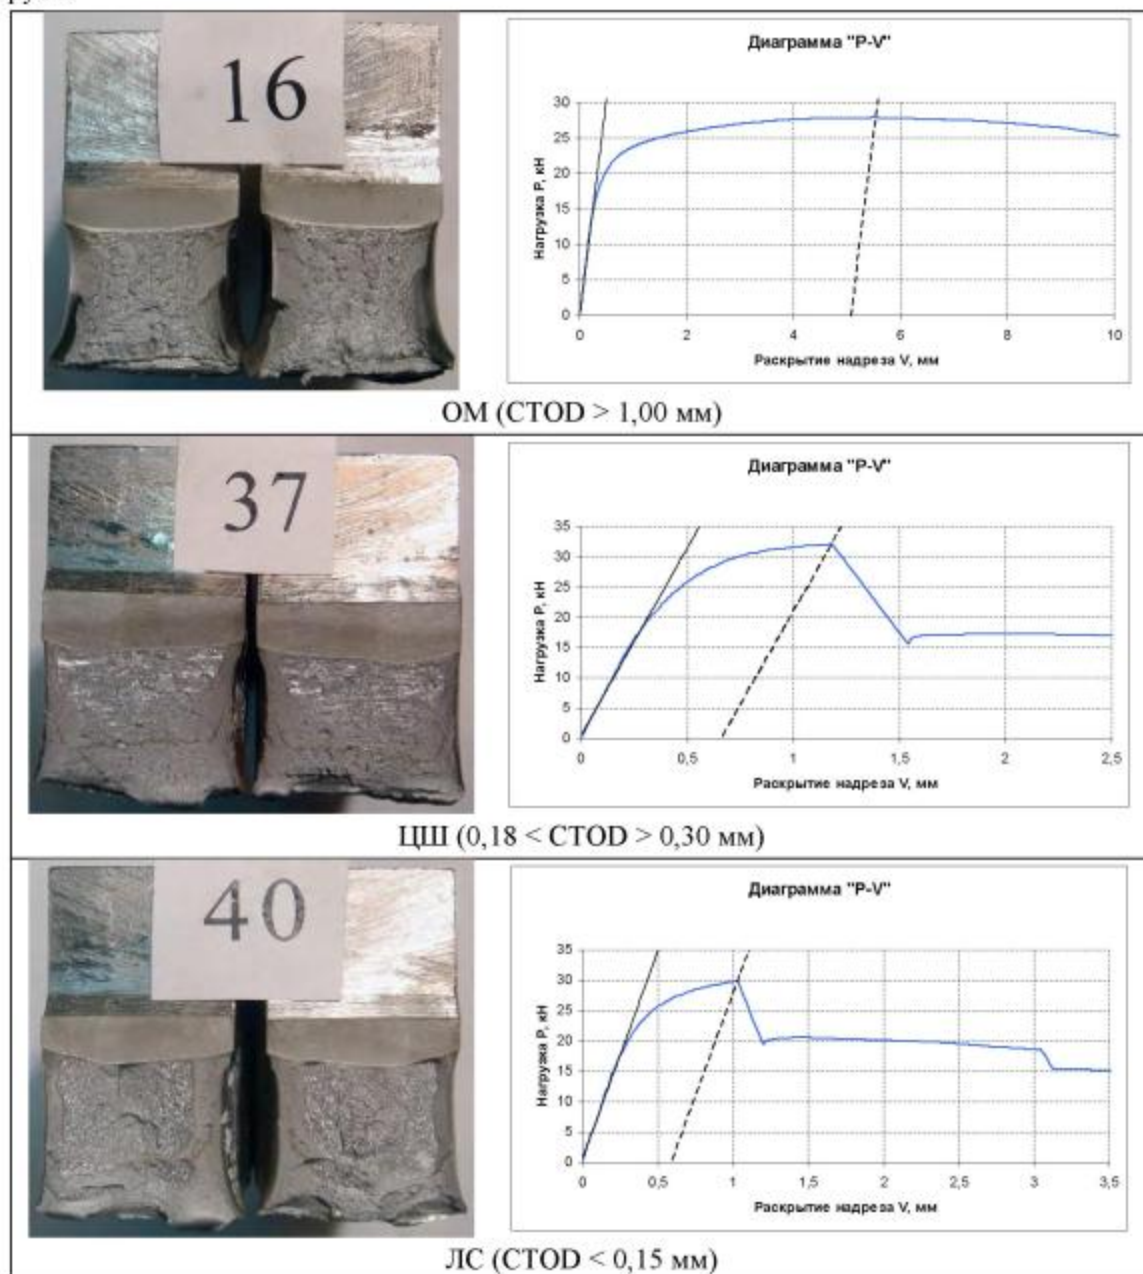 16
Диаграмма "P-V"
Нагрузка P, кН
30
25
20
15
10
5
0
0 2 4 6 8 10
Раскрытие надреза V, мм
ОМ (CTOD > 1,00 мм)
37
Диаграмма "P-V"
Нагрузка P, кН
35
30
25
20
15
10
5
0
0 0,5 1 1,5 2 2,5
Раскрытие надреза V, мм
ЦШ (0,18 < CTOD > 0,30 мм)
40
Диаграмма "P-V"
Нагрузка P, кН
35
30
25
20
15
10
5
0
0 0,5 1 1,5 2 2,5 3 3,5
Раскрытие надреза V, мм
ЛС (CTOD < 0,15 мм)